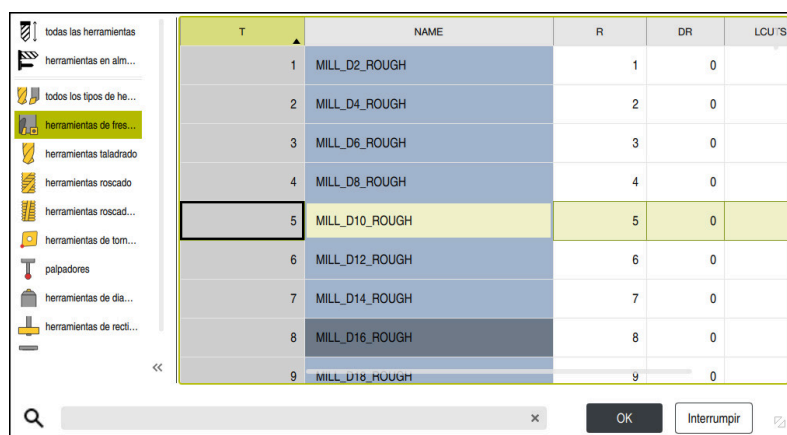 todas las herramientas
herramientas en alm...
todos los tipos de he...
herramientas de fres...
herramientas taladrado
herramientas roscado
herramientas roscad...
herramientas de torn...
palpadores
herramientas de dia...
herramientas de recti...
T NAME R DR LCUTS
1 MILL_D2_ROUGH 1 0
2 MILL_D4_ROUGH 2 0
3 MILL_D6_ROUGH 3 0
4 MILL_D8_ROUGH 4 0
5 MILL_D10_ROUGH 5 0
6 MILL_D12_ROUGH 6 0
7 MILL_D14_ROUGH 7 0
8 MILL_D16_ROUGH 8 0
9 MILL_D18_ROUGH 9 0
OK Interrumpir